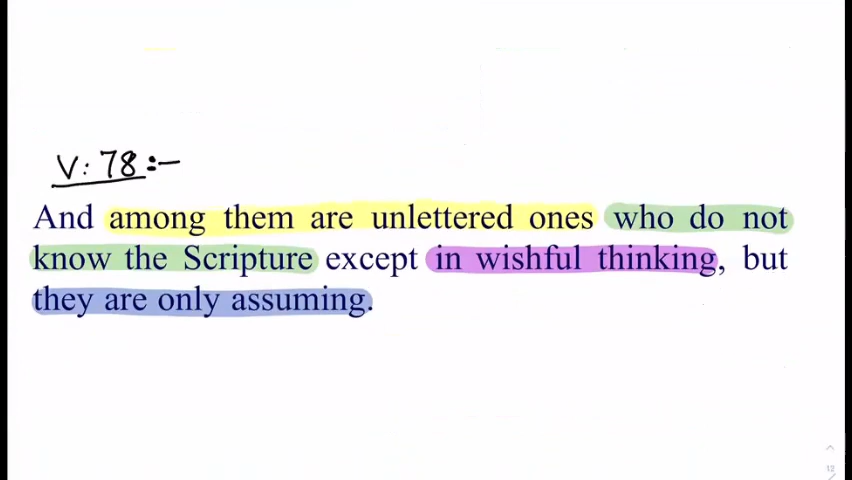 V: 78:-
And among them are unlettered ones who do not
know the Scripture except in wishful thinking, but
they are only assuming.
12